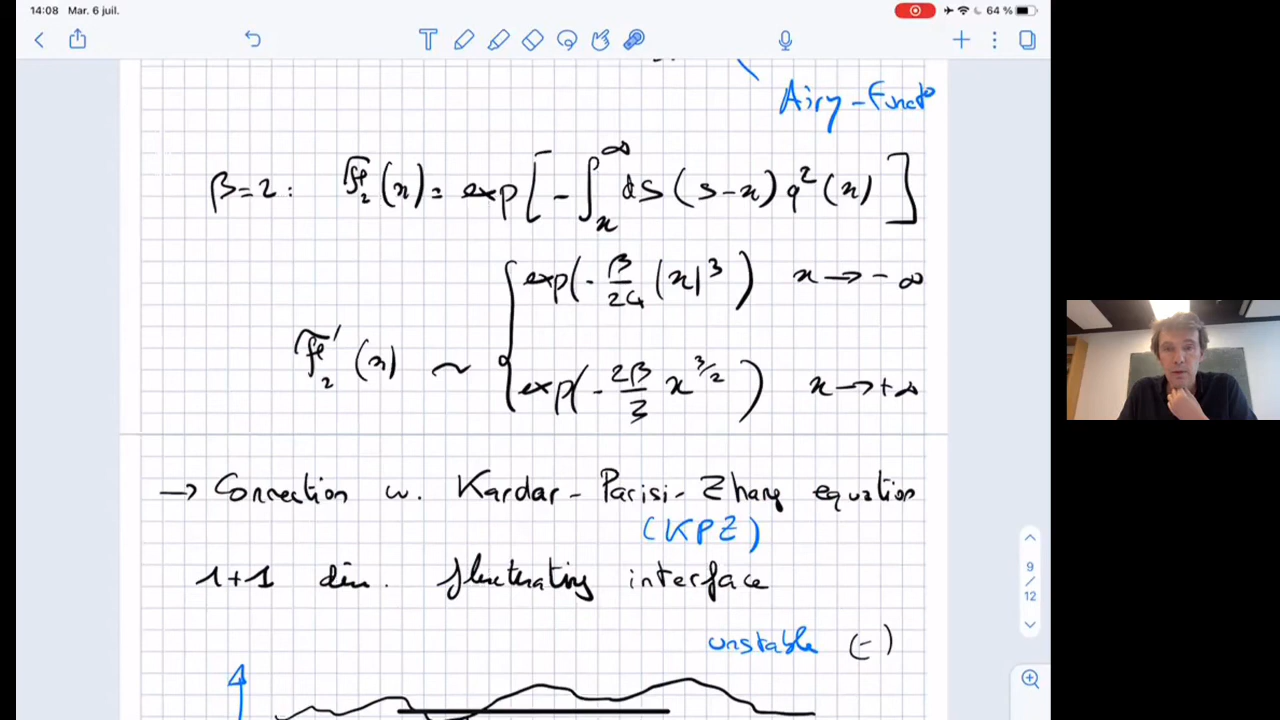 14:08 Mar. 6 juil. 64 %
Airy-Funct°
β=2 : ℱ₂(x) = exp[ - ∫ₓ^∞ ds (s-x) q²(x) ]
ℱ₂'(x) ~ { exp(- β/24 |x|³ ) x → -∞
exp(- 2β/3 x^{3/2} ) x → +∞
→ Connection w. Kardar-Parisi-Zhang equation
(KPZ)
1+1 dim. fluctuating interface
unstable (-)
9
/
12